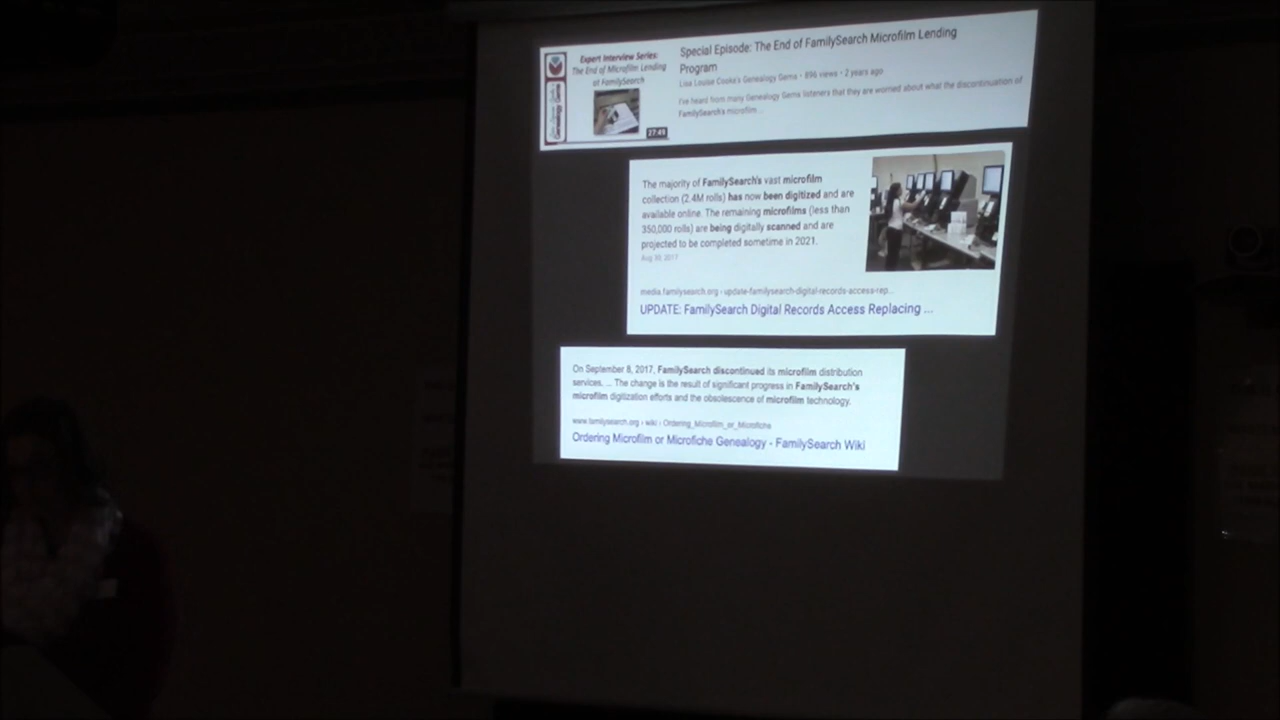 Expert Interview Series:
The End of Microfilm Lending
at FamilySearch
27:49
Genealogy Gems
Special Episode: The End of FamilySearch Microfilm Lending
Program
Lisa Louise Cooke's Genealogy Gems • 896 views • 2 years ago
I've heard from many Genealogy Gems listeners that they are worried about what the discontinuation of
FamilySearch's microfilm...
The majority of FamilySearch's vast microfilm
collection (2.4M rolls) has now been digitized and are
available online. The remaining microfilms (less than
350,000 rolls) are being digitally scanned and are
projected to be completed sometime in 2021.
Aug 30, 2017
media.familysearch.org › update-familysearch-digital-records-access-rep...
UPDATE: FamilySearch Digital Records Access Replacing ...
On September 8, 2017, FamilySearch discontinued its microfilm distribution
services. ... The change is the result of significant progress in FamilySearch's
microfilm digitization efforts and the obsolescence of microfilm technology.
www.familysearch.org › wiki › Ordering_Microfilm_or_Microfiche
Ordering Microfilm or Microfiche Genealogy - FamilySearch Wiki